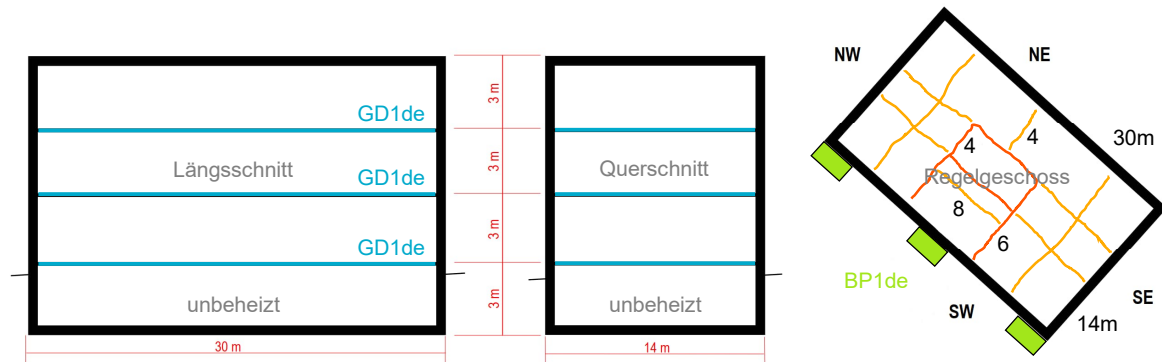 GD1de
Längsschnitt
GD1de
GD1de
unbeheizt
30 m
3 m
3 m
3 m
3 m
Querschnitt
unbeheizt
14 m
NW
NE
4
4
30m
Regelgeschoss
8
6
BP1de
SW
SE
14m